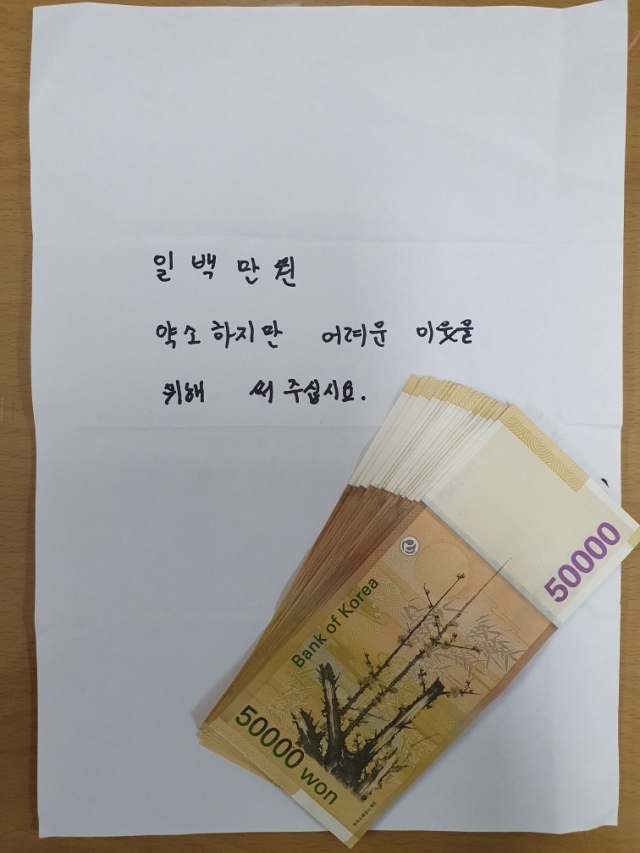 일백만원
약소하지만 어려운 이웃을
위해 써 주십시요.
50000
Bank of Korea
50000 won